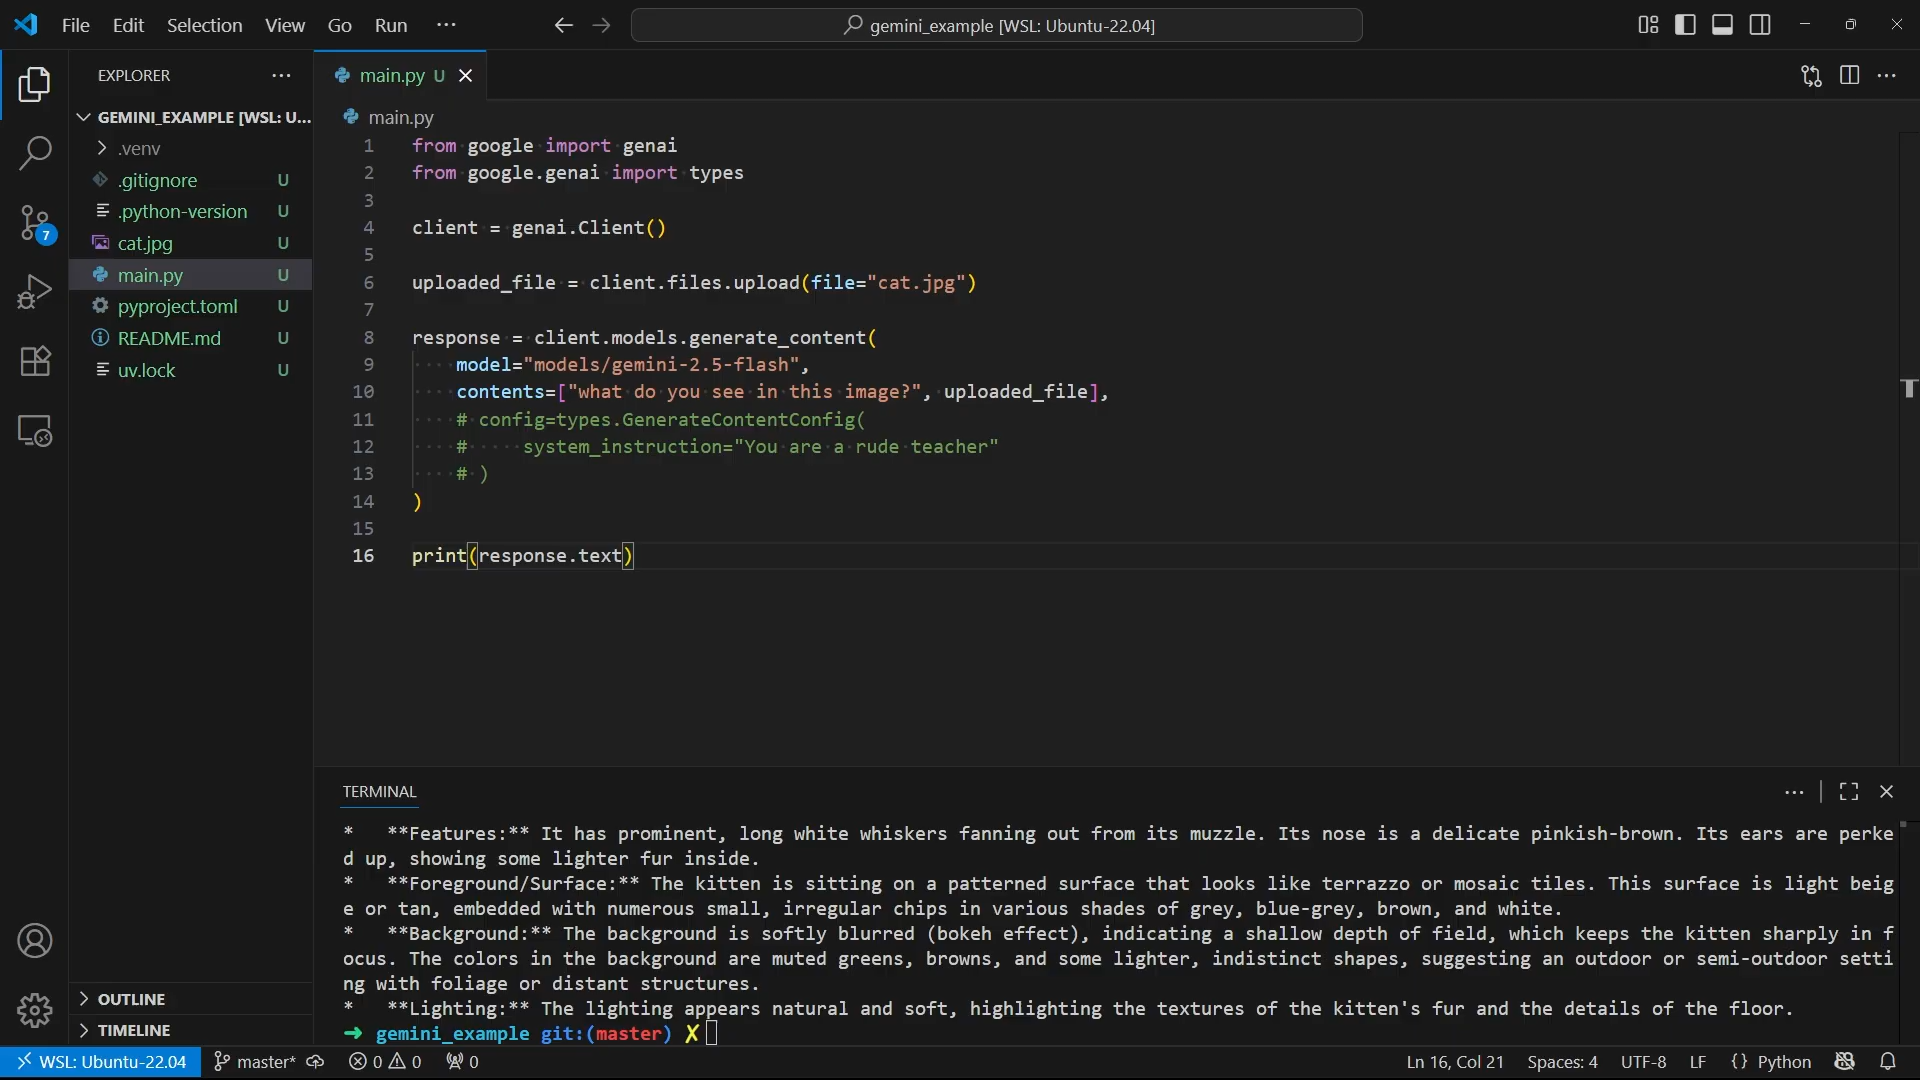 File Edit Selection View Go Run ···
gemini_example [WSL: Ubuntu-22.04]
EXPLORER ···
GEMINI_EXAMPLE [WSL: U...
.venv
.gitignore U
.python-version U
cat.jpg U
main.py U
pyproject.toml U
README.md U
uv.lock U
7
OUTLINE
TIMELINE
main.py U
main.py
1 from google import genai
2 from google.genai import types
3
4 client = genai.Client()
5
6 uploaded_file = client.files.upload(file="cat.jpg")
7
8 response = client.models.generate_content(
9     model="models/gemini-2.5-flash",
10     contents=["what do you see in this image?", uploaded_file],
11     # config=types.GenerateContentConfig(
12     #     system_instruction="You are a rude teacher"
13     # )
14 )
15
16 print(response.text)
TERMINAL
*   **Features:** It has prominent, long white whiskers fanning out from its muzzle. Its nose is a delicate pinkish-brown. Its ears are perke
d up, showing some lighter fur inside.
*   **Foreground/Surface:** The kitten is sitting on a patterned surface that looks like terrazzo or mosaic tiles. This surface is light beig
e or tan, embedded with numerous small, irregular chips in various shades of grey, blue-grey, brown, and white.
*   **Background:** The background is softly blurred (bokeh effect), indicating a shallow depth of field, which keeps the kitten sharply in f
ocus. The colors in the background are muted greens, browns, and some lighter, indistinct shapes, suggesting an outdoor or semi-outdoor setti
ng with foliage or distant structures.
*   **Lighting:** The lighting appears natural and soft, highlighting the textures of the kitten's fur and the details of the floor.
➜ gemini_example git:(master) ✗
WSL: Ubuntu-22.04 master* 0 0 0 Ln 16, Col 21 Spaces: 4 UTF-8 LF {} Python